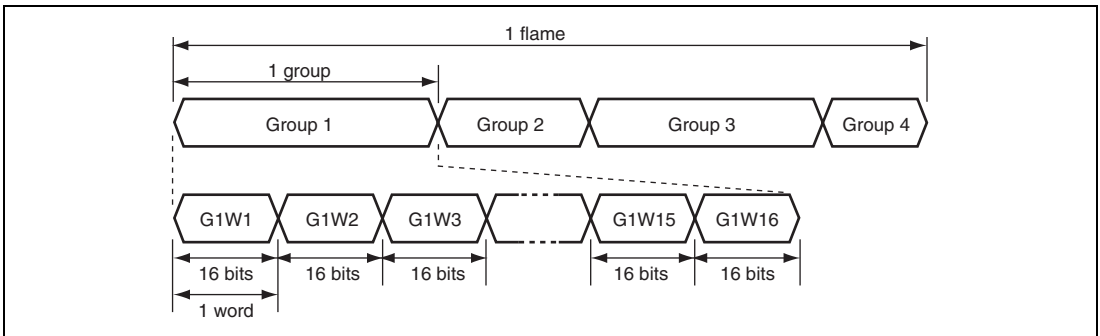 1 flame
1 group
Group 1 Group 2 Group 3 Group 4
G1W1 G1W2 G1W3 G1W15 G1W16
16 bits 16 bits 16 bits 16 bits 16 bits
1 word